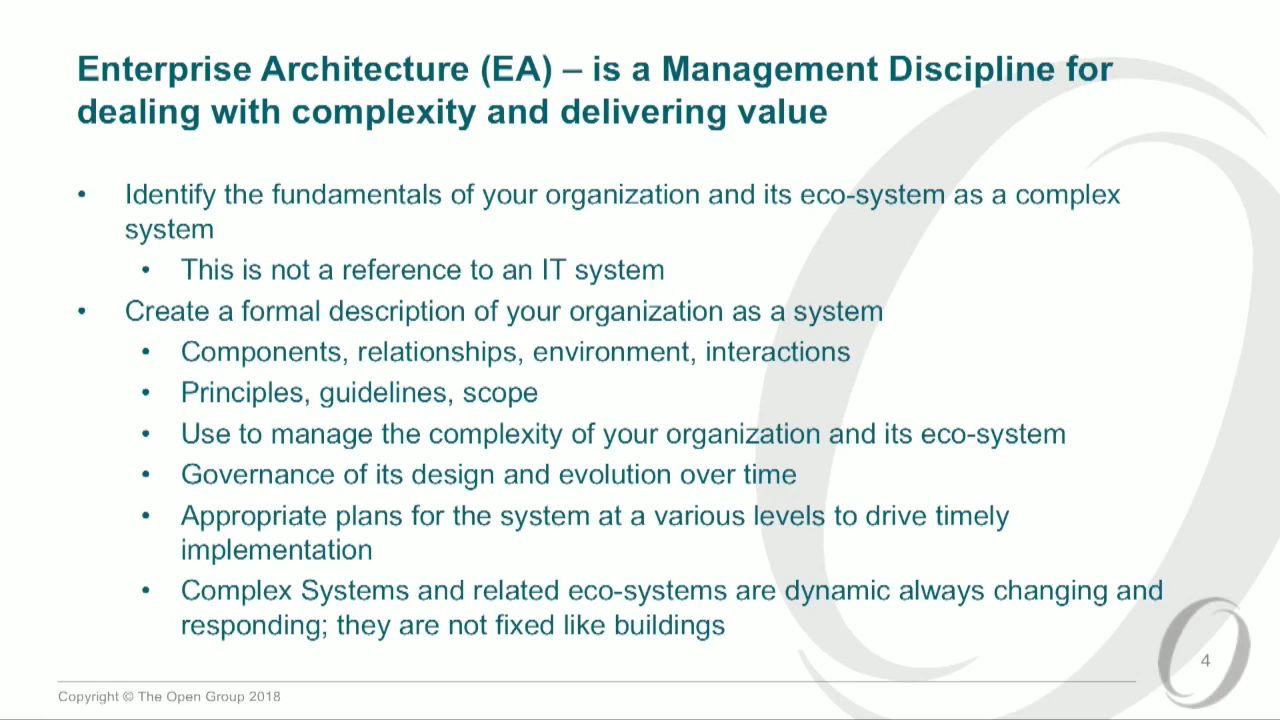 Enterprise Architecture (EA) – is a Management Discipline for
dealing with complexity and delivering value
• Identify the fundamentals of your organization and its eco-system as a complex
system
• This is not a reference to an IT system
• Create a formal description of your organization as a system
• Components, relationships, environment, interactions
• Principles, guidelines, scope
• Use to manage the complexity of your organization and its eco-system
• Governance of its design and evolution over time
• Appropriate plans for the system at a various levels to drive timely
implementation
• Complex Systems and related eco-systems are dynamic always changing and
responding; they are not fixed like buildings
4
Copyright © The Open Group 2018